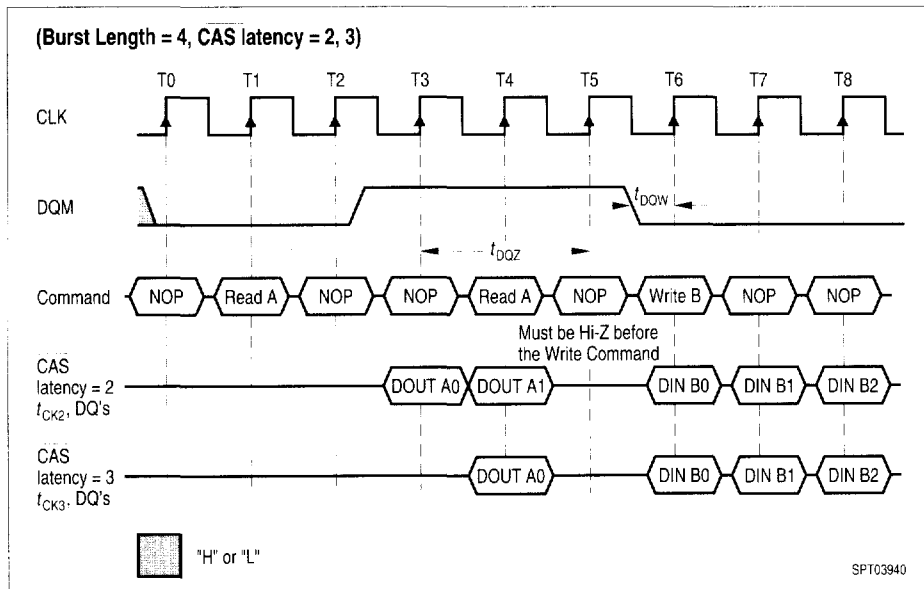 (Burst Length = 4, CAS latency = 2, 3)
T0 T1 T2 T3 T4 T5 T6 T7 T8
CLK
DQM
tDQW
tDQZ
Command NOP Read A NOP NOP Read A NOP Write B NOP NOP
Must be Hi-Z before
the Write Command
CAS
latency = 2
tCK2, DQ's
DOUT A0 DOUT A1 DIN B0 DIN B1 DIN B2
CAS
latency = 3
tCK3, DQ's
DOUT A0 DIN B0 DIN B1 DIN B2
"H" or "L"
SPT03940